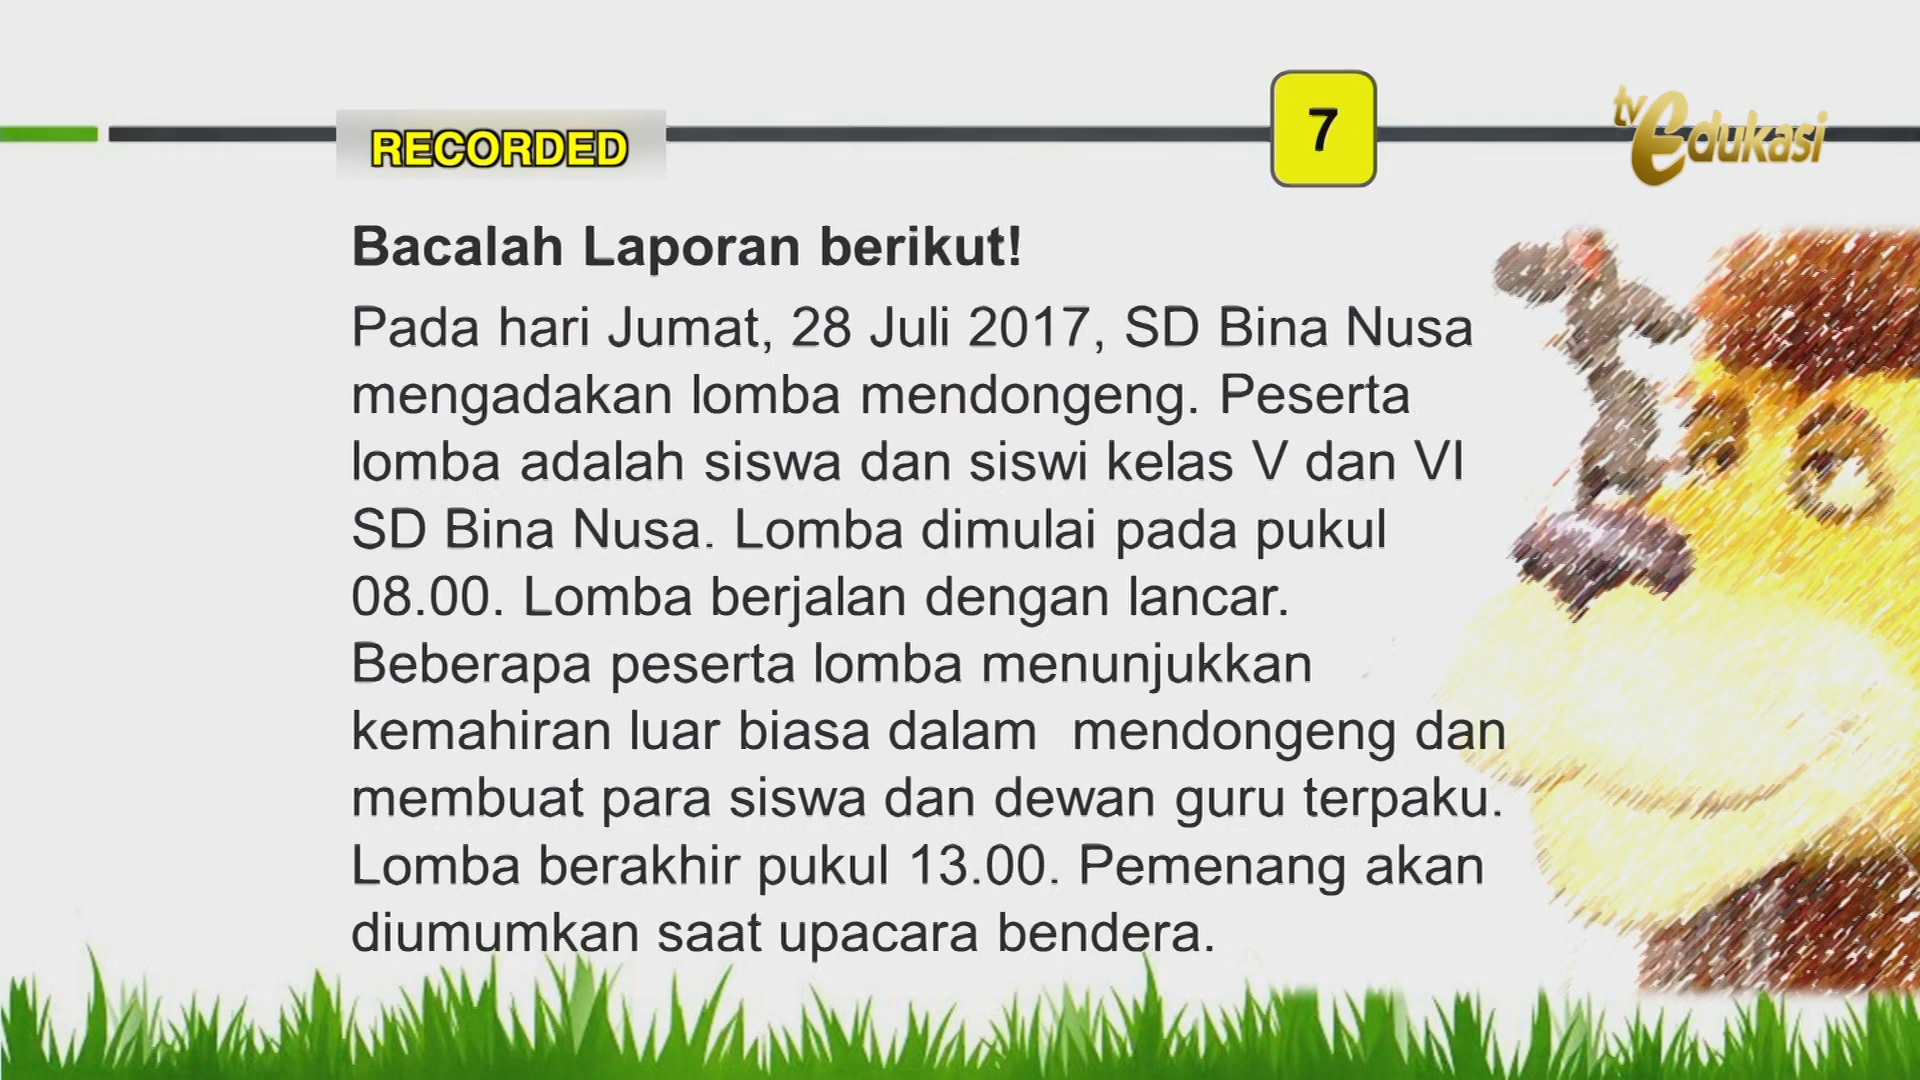 RECORDED
7
tv Edukasi
Bacalah Laporan berikut!
Pada hari Jumat, 28 Juli 2017, SD Bina Nusa
mengadakan lomba mendongeng. Peserta
lomba adalah siswa dan siswi kelas V dan VI
SD Bina Nusa. Lomba dimulai pada pukul
08.00. Lomba berjalan dengan lancar.
Beberapa peserta lomba menunjukkan
kemahiran luar biasa dalam  mendongeng dan
membuat para siswa dan dewan guru terpaku.
Lomba berakhir pukul 13.00. Pemenang akan
diumumkan saat upacara bendera.